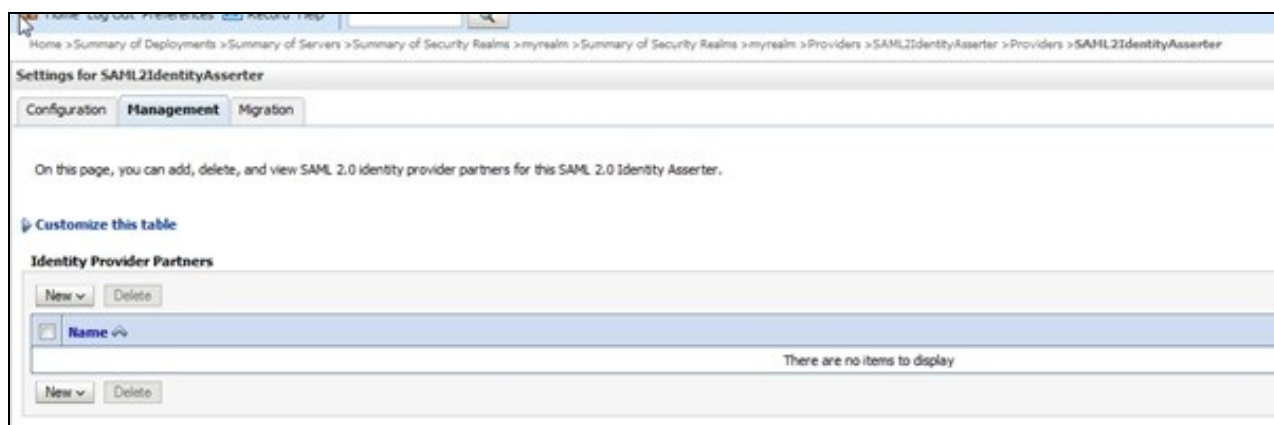 Home Log Out Preferences Record Help
Home >Summary of Deployments >Summary of Servers >Summary of Security Realms >myrealm >Summary of Security Realms >myrealm >Providers >SAML2IdentityAsserter >Providers >SAML2IdentityAsserter
Settings for SAML2IdentityAsserter
Configuration Management Migration
On this page, you can add, delete, and view SAML 2.0 identity provider partners for this SAML 2.0 Identity Asserter.
Customize this table
Identity Provider Partners
New Delete
Name
There are no items to display
New Delete